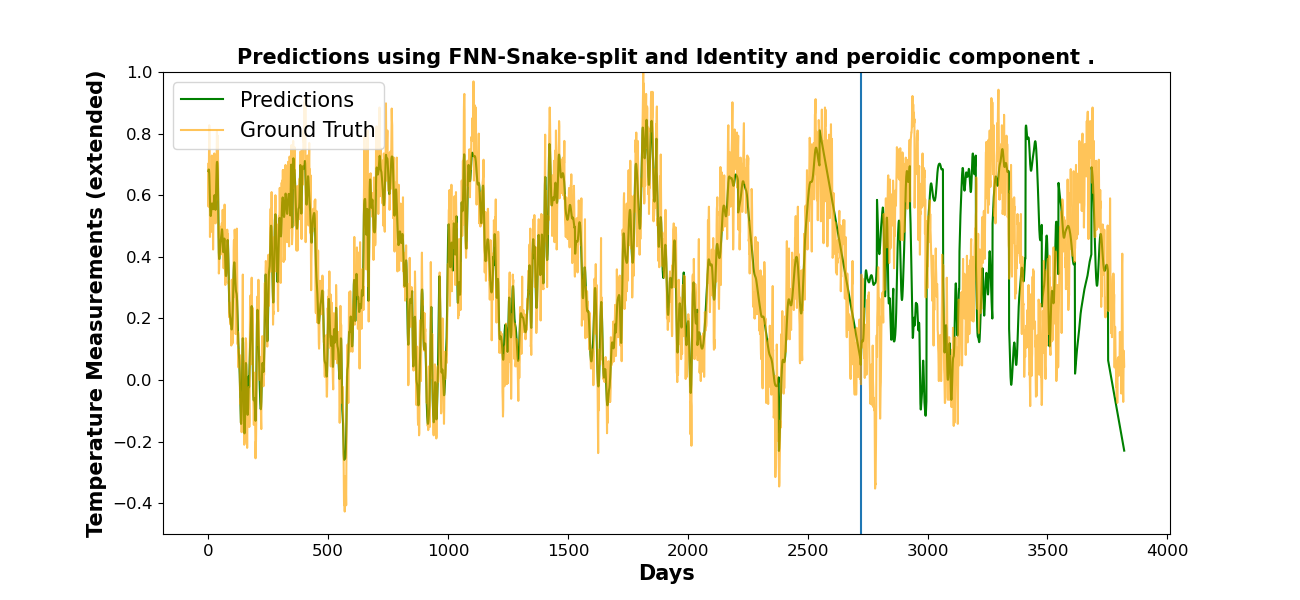 Predictions using FNN-Snake-split and Identity and peroidic component .
Temperature Measurements (extended)
1.0
0.8
0.6
0.4
0.2
0.0
−0.2
−0.4
Predictions
Ground Truth
0 500 1000 1500 2000 2500 3000 3500 4000
Days